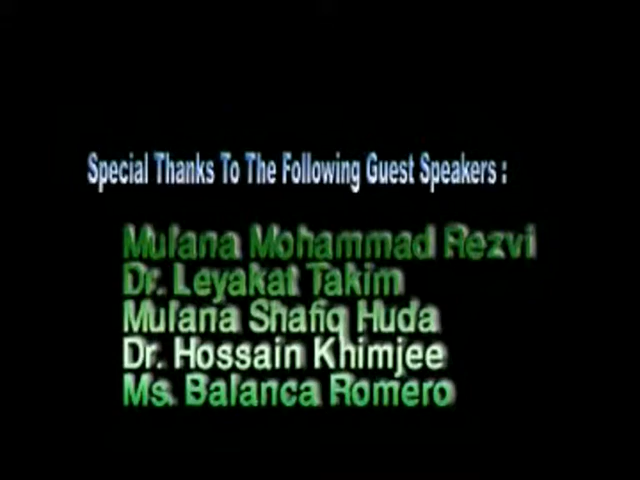 Special Thanks To The Following Guest Speakers :
Mulana Mohammad Rezvi
Dr. Leyakat Takim
Mulana Shafiq Huda
Dr. Hossain Khimjee
Ms. Balanca Romero